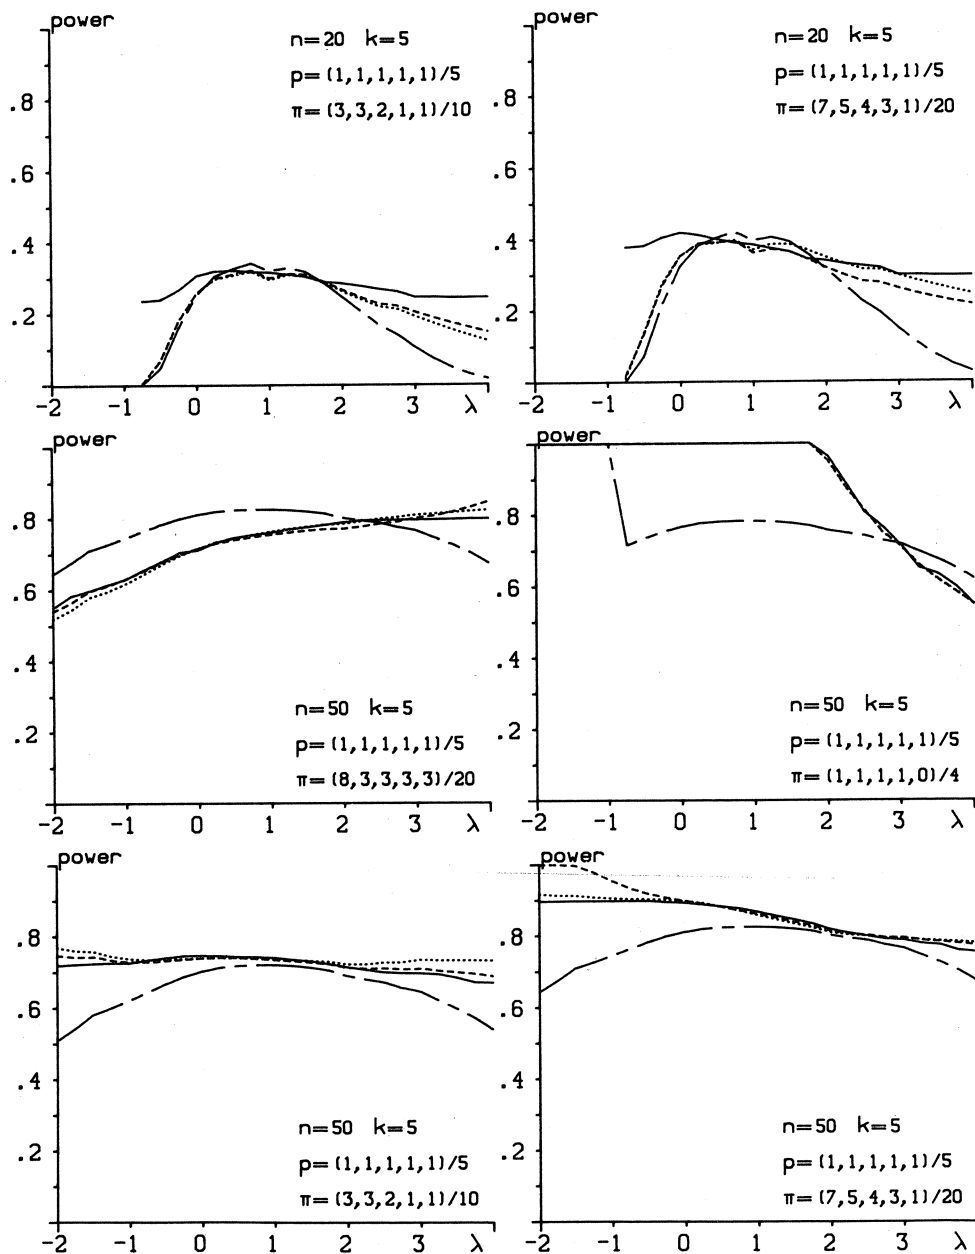 power
n=20 k=5
p=(1,1,1,1,1)/5
π=(3,3,2,1,1)/10
.8
.6
.4
.2
-2 -1 0 1 2 3 λ
power
n=20 k=5
p=(1,1,1,1,1)/5
π=(7,5,4,3,1)/20
.8
.6
.4
.2
-2 -1 0 1 2 3 λ
power
.8
.6
.4
.2
n=50 k=5
p=(1,1,1,1,1)/5
π=(8,3,3,3,3)/20
-2 -1 0 1 2 3 λ
power
.8
.6
.4
.2
n=50 k=5
p=(1,1,1,1,1)/5
π=(1,1,1,1,0)/4
-2 -1 0 1 2 3 λ
power
.8
.6
.4
.2
n=50 k=5
p=(1,1,1,1,1)/5
π=(3,3,2,1,1)/10
-2 -1 0 1 2 3 λ
power
.8
.6
.4
.2
n=50 k=5
p=(1,1,1,1,1)/5
π=(7,5,4,3,1)/20
-2 -1 0 1 2 3 λ